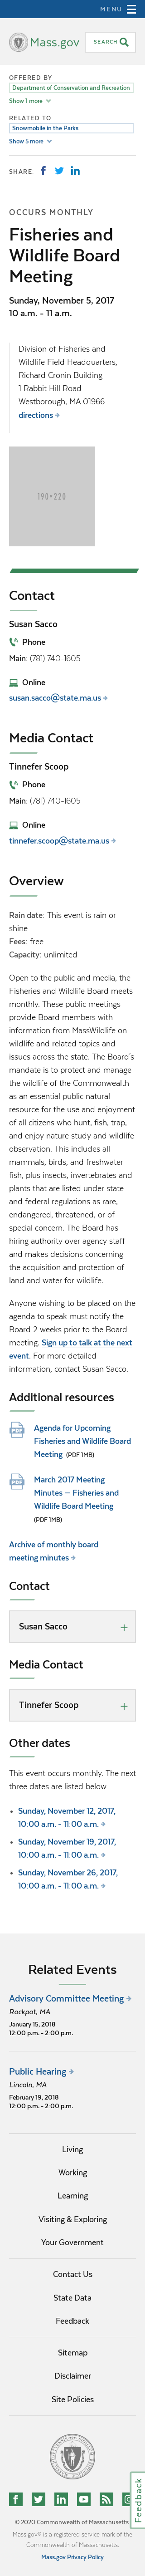 MENU
Mass.gov
SEARCH
OFFERED BY
Department of Conservation and Recreation
Show 1 more
RELATED TO
Snowmobile in the Parks
Show 5 more
SHARE:
OCCURS MONTHLY
Fisheries and
Wildlife Board
Meeting
Sunday, November 5, 2017
10 a.m. - 11 a.m.
Division of Fisheries and
Wildlife Field Headquarters,
Richard Cronin Building
1 Rabbit Hill Road
Westborough, MA 01966
directions
190×220
Contact
Susan Sacco
Phone
Main: (781) 740-1605
Online
susan.sacco@state.ma.us
Media Contact
Tinnefer Scoop
Phone
Main: (781) 740-1605
Online
tinnefer.scoop@state.ma.us
Overview
Rain date: This event is rain or
shine
Fees: free
Capacity: unlimited
Open to the public and media, the
Fisheries and Wildlife Board meets
monthly. These public meetings
provide Board members with
information from MassWildlife on
wildlife related topics and
issues across the state. The Board's
mandate is to protect and manage
the wildlife of the Commonwealth
as an essential public natural
resource for the use and enjoyment
of all citizens who hunt, fish, trap,
and enjoy our natural surroundings.
This includes all
mammals, birds, and freshwater
fish, plus insects, invertebrates
and plants that fall under state
and federal regulations as rare,
endangered, threatened, or of
special concern. The Board has
hiring authority over agency staff
and makes decisions concerning
all aspects of the protection of
land and/or water for wildlife.
Anyone wishing to be placed on the
agenda must submit a request to the
Board 2 weeks prior to the Board
meeting. Sign up to talk at the next
event. For more detailed
information, contact Susan Sacco.
Additional resources
Agenda for Upcoming
Fisheries and Wildlife Board
Meeting (PDF 1MB)
March 2017 Meeting
Minutes — Fisheries and
Wildlife Board Meeting
(PDF 1MB)
Archive of monthly board
meeting minutes
Contact
Susan Sacco
Media Contact
Tinnefer Scoop
Other dates
This event occurs monthly. The next
three dates are listed below
Sunday, November 12, 2017,
10:00 a.m. - 11:00 a.m.
Sunday, November 19, 2017,
10:00 a.m. - 11:00 a.m.
Sunday, November 26, 2017,
10:00 a.m. - 11:00 a.m.
Related Events
Advisory Committee Meeting
Rockport, MA
January 15, 2018
12:00 p.m. - 2:00 p.m.
Public Hearing
Lincoln, MA
February 19, 2018
12:00 p.m. - 2:00 p.m.
Living
Working
Learning
Visiting & Exploring
Your Government
Contact Us
State Data
Feedback
Sitemap
Disclaimer
Site Policies
Feedback
© 2020 Commonwealth of Massachusetts.
Mass.gov® is a registered service mark of the
Commonwealth of Massachusetts.
Mass.gov Privacy Policy